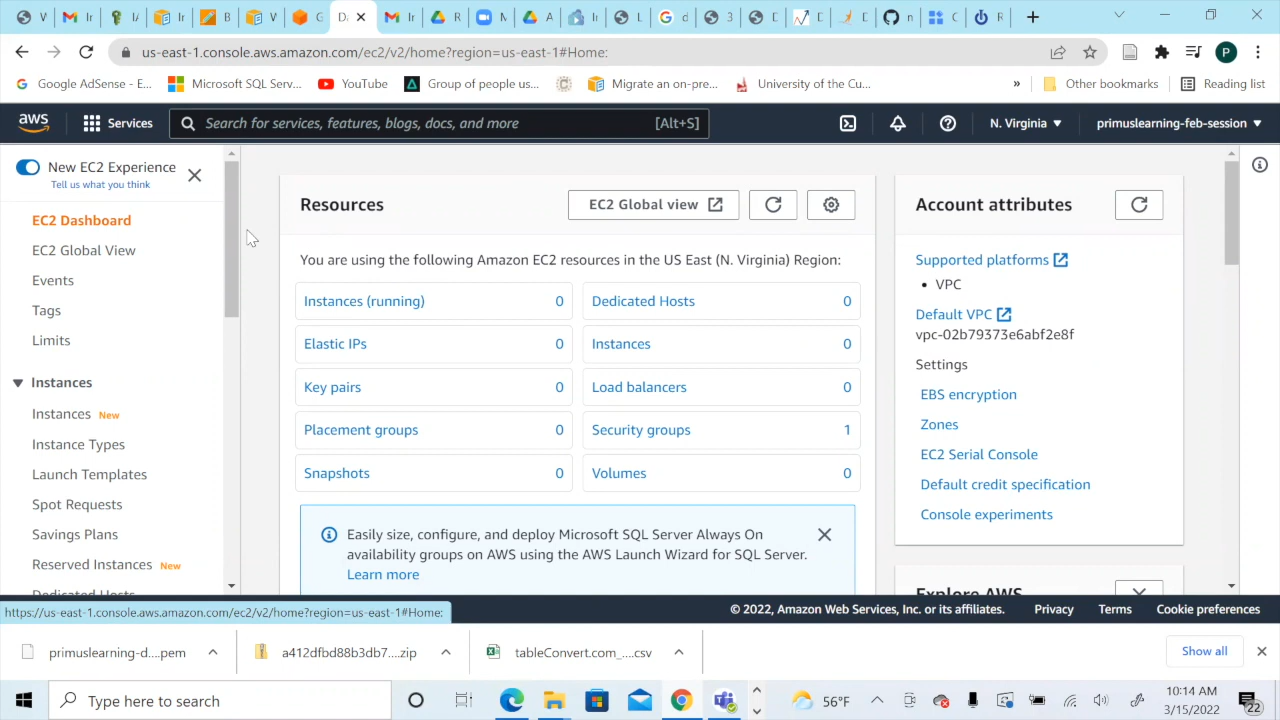 us-east-1.console.aws.amazon.com/ec2/v2/home?region=us-east-1#Home:
P
Google AdSense - E...
Microsoft SQL Serv...
YouTube
Group of people us...
Migrate an on-pre...
University of the Cu...
»
Other bookmarks
Reading list
aws
Services
Search for services, features, blogs, docs, and more
[Alt+S]
N. Virginia
primuslearning-feb-session
New EC2 Experience
Tell us what you think
EC2 Dashboard
EC2 Global View
Events
Tags
Limits
Instances
Instances New
Instance Types
Launch Templates
Spot Requests
Savings Plans
Reserved Instances New
Dedicated Hosts
Resources
EC2 Global view
You are using the following Amazon EC2 resources in the US East (N. Virginia) Region:
Instances (running) 0
Dedicated Hosts 0
Elastic IPs 0
Instances 0
Key pairs 0
Load balancers 0
Placement groups 0
Security groups 1
Snapshots 0
Volumes 0
Easily size, configure, and deploy Microsoft SQL Server Always On
availability groups on AWS using the AWS Launch Wizard for SQL Server.
Learn more
Account attributes
Supported platforms
• VPC
Default VPC
vpc-02b79373e6abf2e8f
Settings
EBS encryption
Zones
EC2 Serial Console
Default credit specification
Console experiments
Explore AWS
https://us-east-1.console.aws.amazon.com/ec2/v2/home?region=us-east-1#Home:
© 2022, Amazon Web Services, Inc. or its affiliates.
Privacy
Terms
Cookie preferences
primuslearning-d....pem
a412dfbd88b3db7....zip
tableConvert.com_....csv
Show all
Type here to search
56°F
10:14 AM
3/15/2022
22